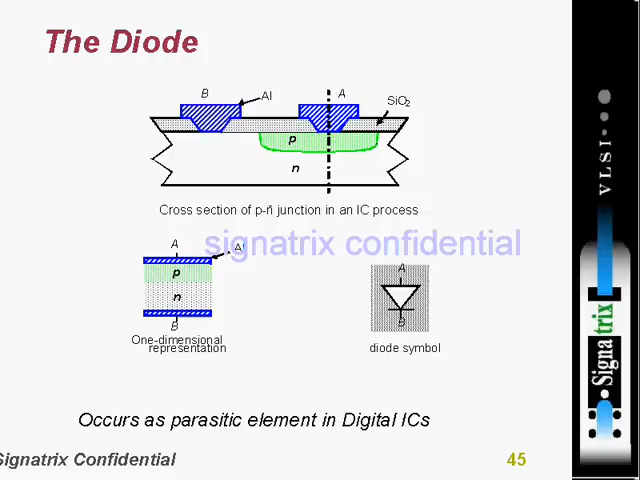 The Diode
B
Al
A
SiO2
p
n
Cross section of p-ñ junction in an IC process
signatrix confidential
A
Al
p
n
B
One-dimensional
representation
A
B
diode symbol
Occurs as parasitic element in Digital ICs
Signatrix Confidential
45
VLSI
Signatrix